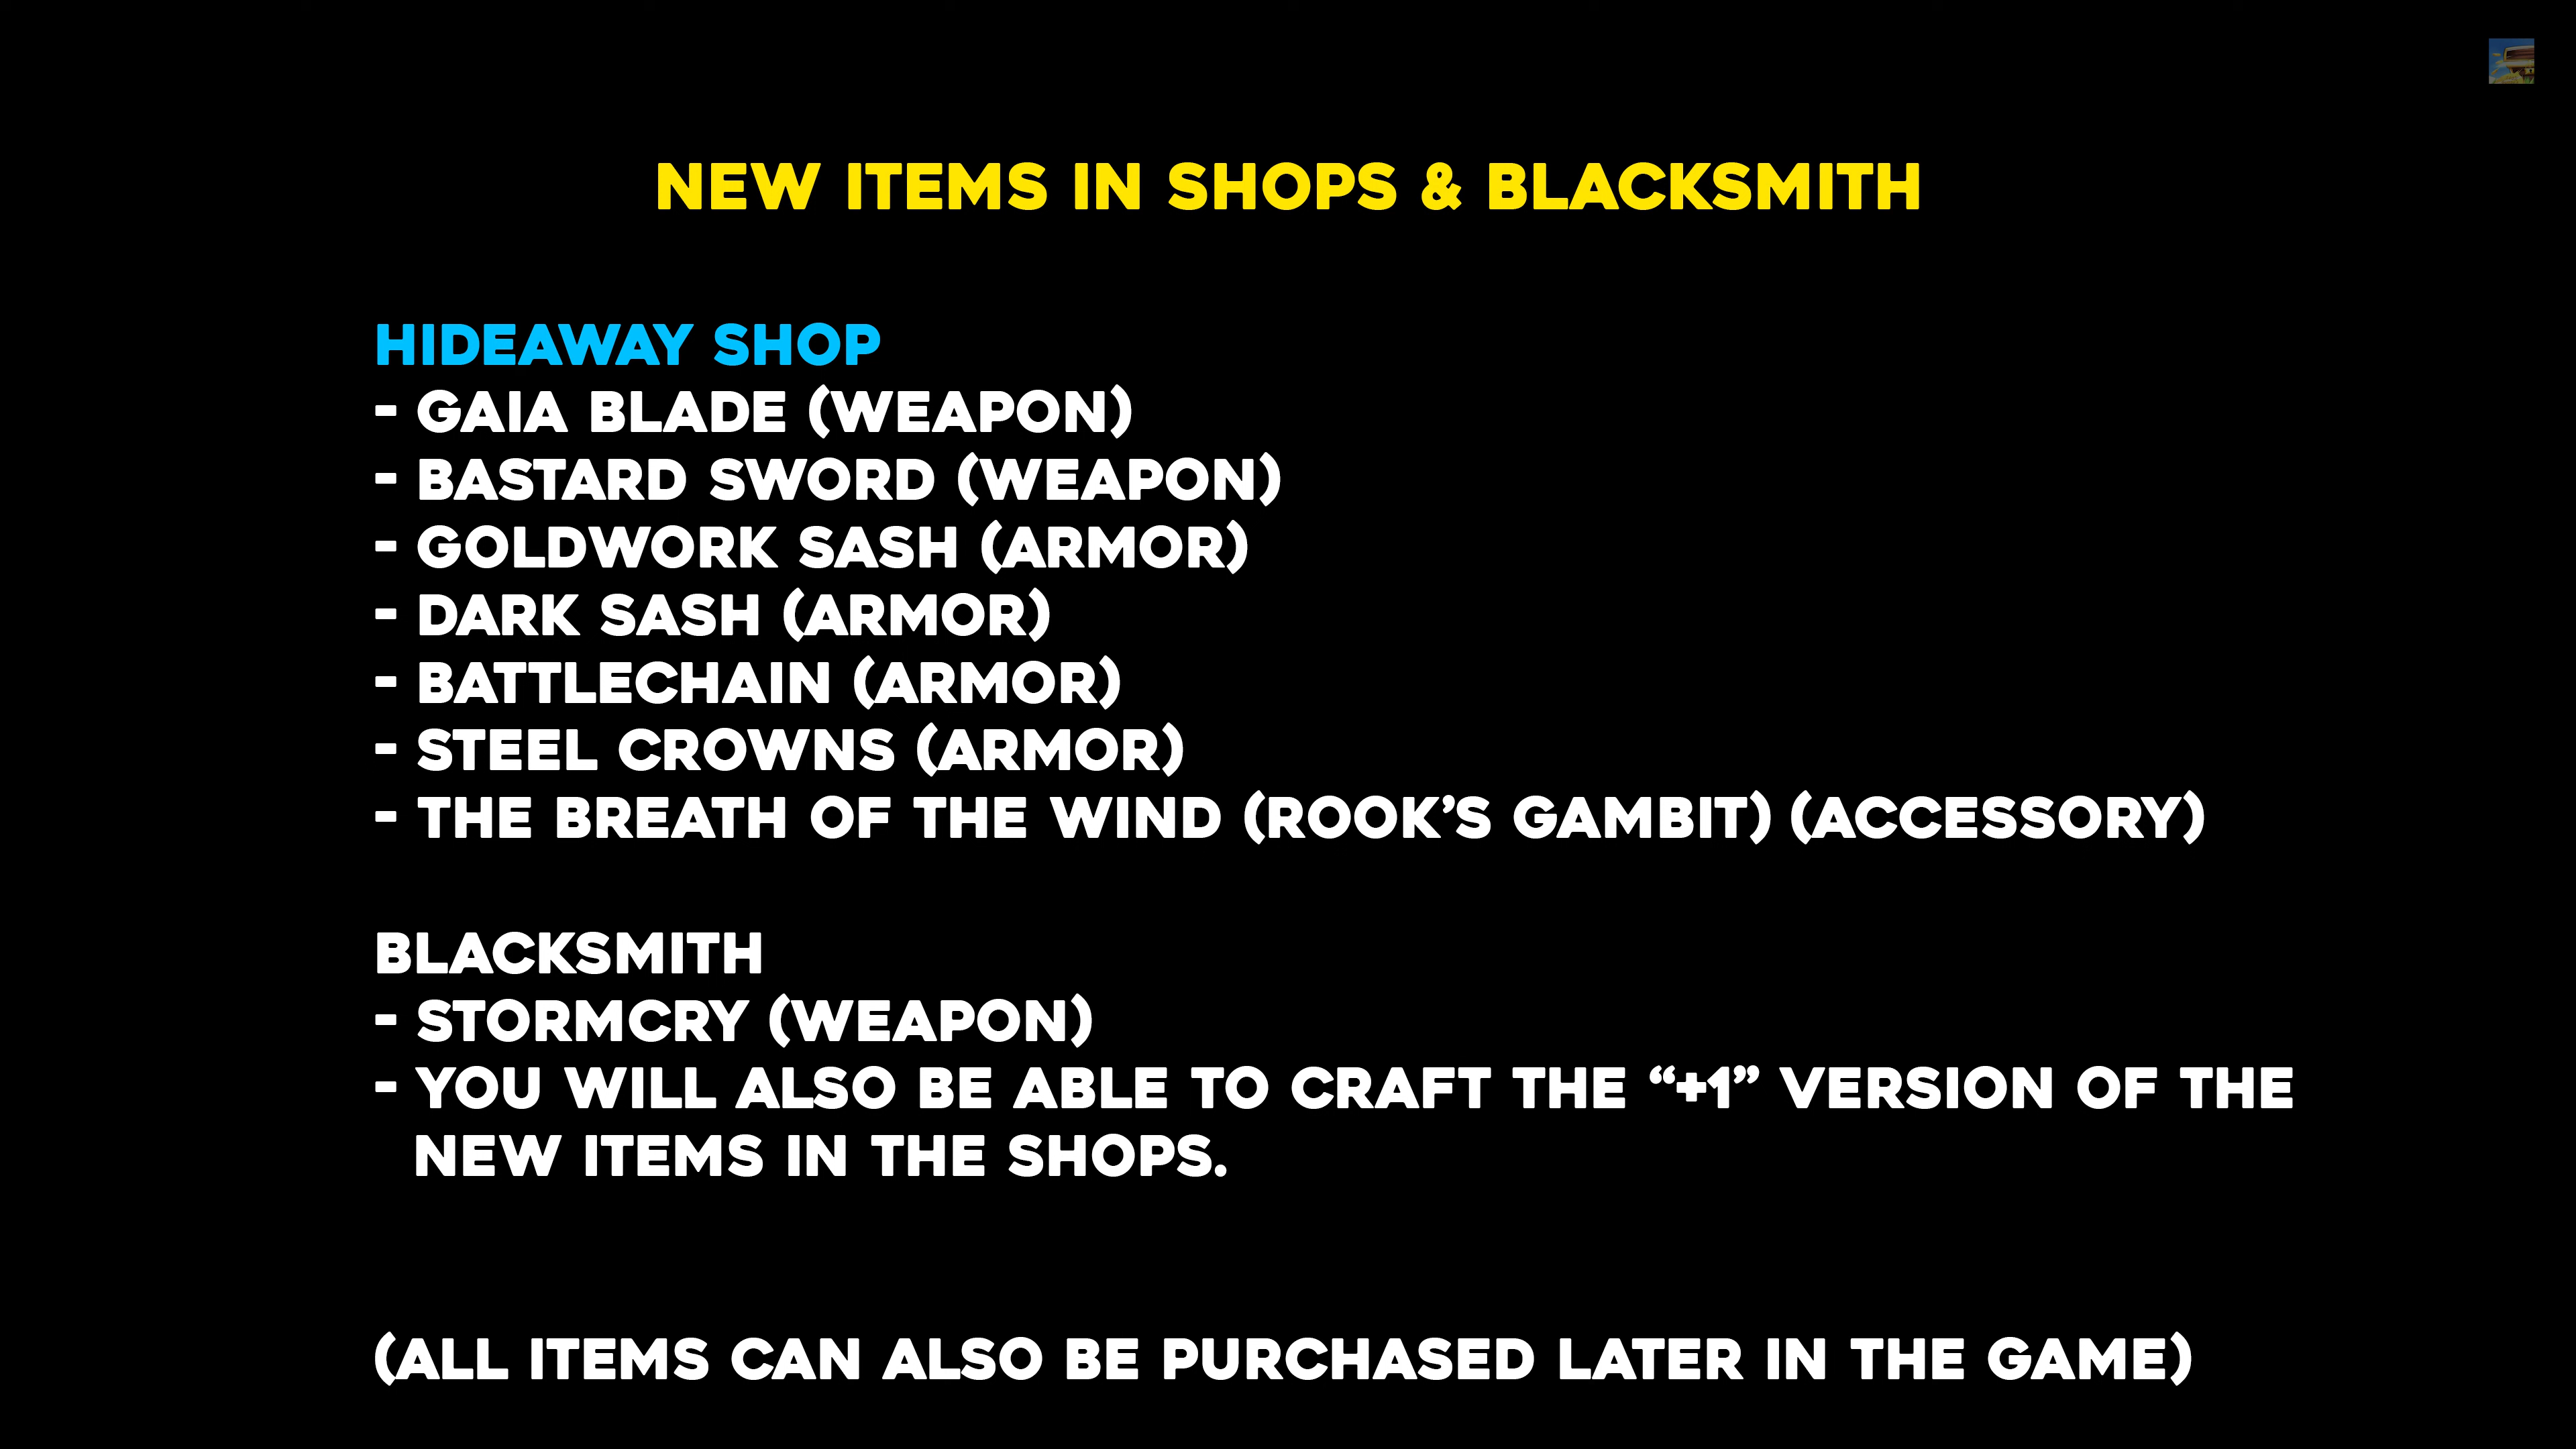 NEW ITEMS IN SHOPS & BLACKSMITH
HIDEAWAY SHOP
- GAIA BLADE (WEAPON)
- BASTARD SWORD (WEAPON)
- GOLDWORK SASH (ARMOR)
- DARK SASH (ARMOR)
- BATTLECHAIN (ARMOR)
- STEEL CROWNS (ARMOR)
- THE BREATH OF THE WIND (ROOK’S GAMBIT) (ACCESSORY)
BLACKSMITH
- STORMCRY (WEAPON)
- YOU WILL ALSO BE ABLE TO CRAFT THE “+1” VERSION OF THE
NEW ITEMS IN THE SHOPS.
(ALL ITEMS CAN ALSO BE PURCHASED LATER IN THE GAME)